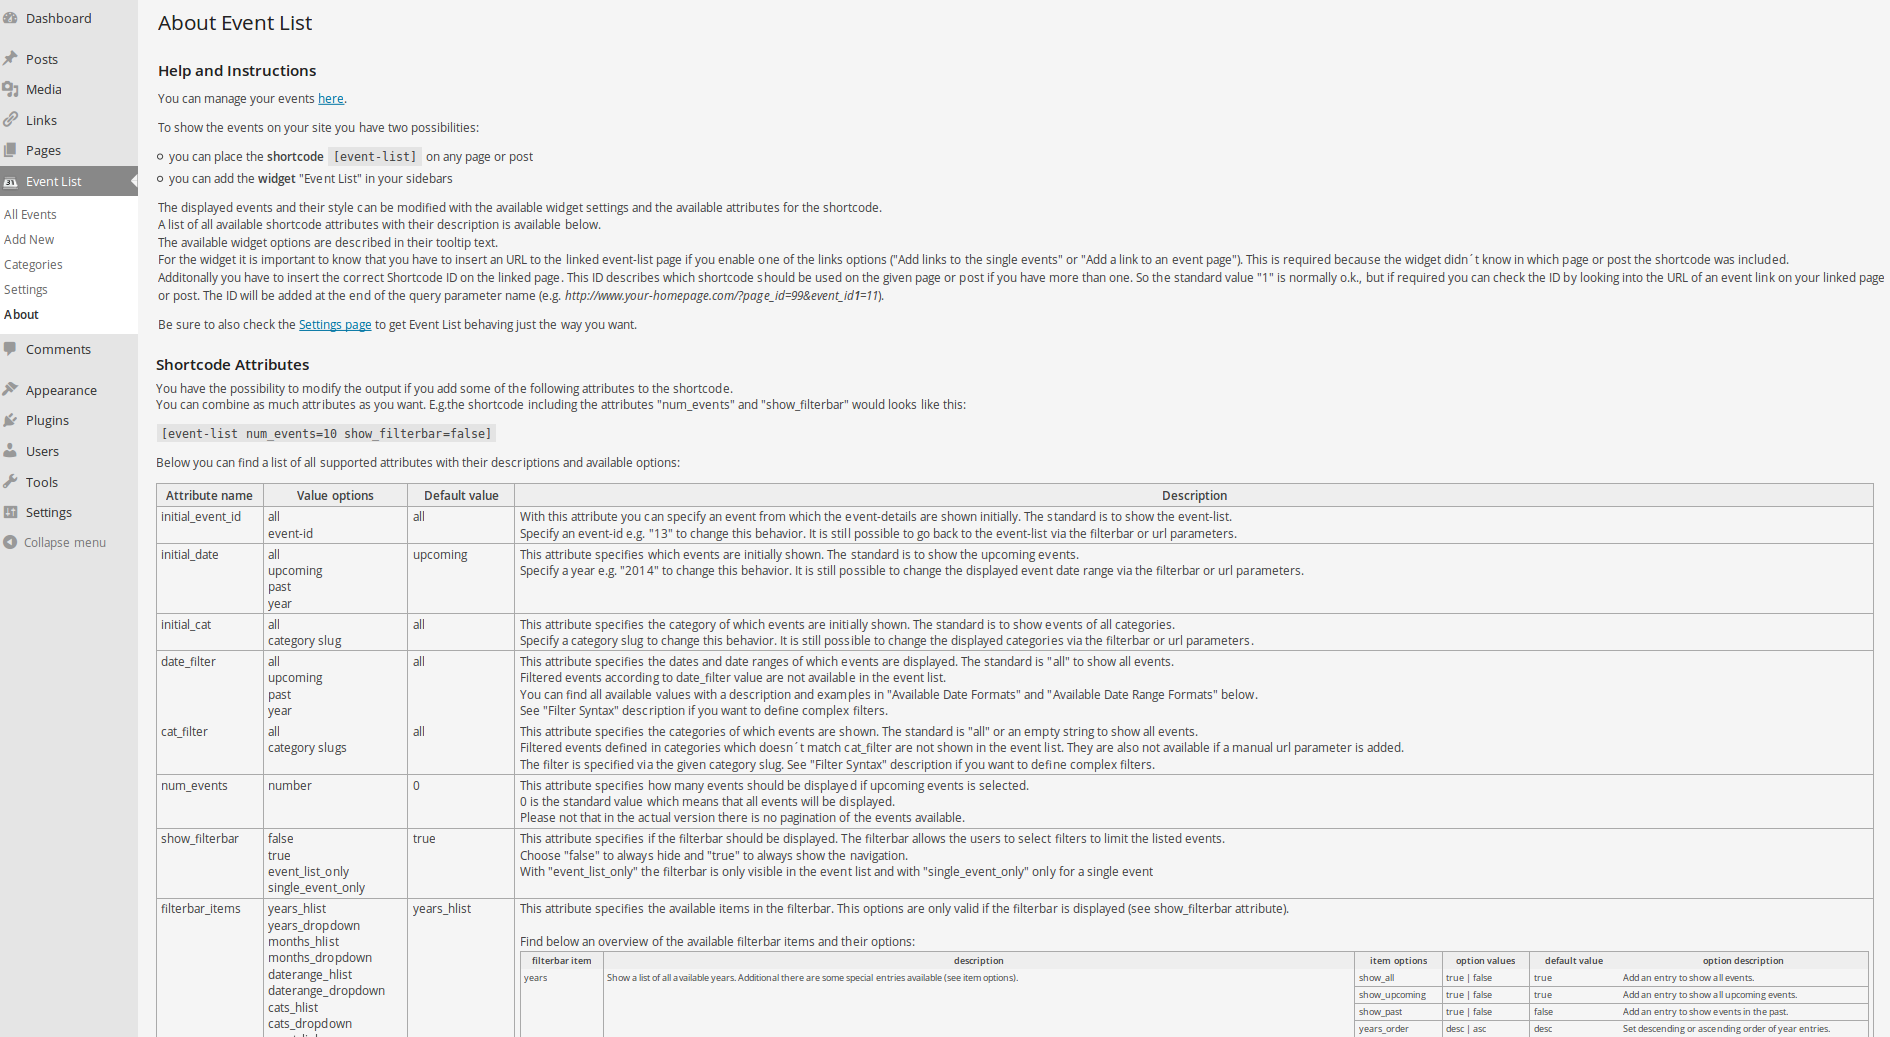 Dashboard
Posts
Media
Links
Pages
Event List
All Events
Add New
Categories
Settings
About
Comments
Appearance
Plugins
Users
Tools
Settings
Collapse menu
About Event List
Help and Instructions
You can manage your events here.
To show the events on your site you have two possibilities:
you can place the shortcode [event-list] on any page or post
you can add the widget "Event List" in your sidebars
The displayed events and their style can be modified with the available widget settings and the available attributes for the shortcode.
A list of all available shortcode attributes with their description is available below.
The available widget options are described in their tooltip text.
For the widget it is important to know that you have to insert an URL to the linked event-list page if you enable one of the links options ("Add links to the single events" or "Add a link to an event page"). This is required because the widget didn´t know in which page or post the shortcode was included.
Additonally you have to insert the correct Shortcode ID on the linked page. This ID describes which shortcode should be used on the given page or post if you have more than one. So the standard value "1" is normally o.k., but if required you can check the ID by looking into the URL of an event link on your linked page
or post. The ID will be added at the end of the query parameter name (e.g. http://www.your-homepage.com/?page_id=99&event_id1=11).
Be sure to also check the Settings page to get Event List behaving just the way you want.
Shortcode Attributes
You have the possibility to modify the output if you add some of the following attributes to the shortcode.
You can combine as much attributes as you want. E.g.the shortcode including the attributes "num_events" and "show_filterbar" would looks like this:
[event-list num_events=10 show_filterbar=false]
Below you can find a list of all supported attributes with their descriptions and available options:
Attribute name Value options Default value Description
initial_event_id all all With this attribute you can specify an event from which the event-details are shown initially. The standard is to show the event-list.
event-id Specify an event-id e.g. "13" to change this behavior. It is still possible to go back to the event-list via the filterbar or url parameters.
initial_date all upcoming This attribute specifies which events are initially shown. The standard is to show the upcoming events.
upcoming Specify a year e.g. "2014" to change this behavior. It is still possible to change the displayed event date range via the filterbar or url parameters.
past
year
initial_cat all all This attribute specifies the category of which events are initially shown. The standard is to show events of all categories.
category slug Specify a category slug to change this behavior. It is still possible to change the displayed categories via the filterbar or url parameters.
date_filter all all This attribute specifies the dates and date ranges of which events are displayed. The standard is "all" to show all events.
upcoming Filtered events according to date_filter value are not available in the event list.
past You can find all available values with a description and examples in "Available Date Formats" and "Available Date Range Formats" below.
year See "Filter Syntax" description if you want to define complex filters.
cat_filter all all This attribute specifies the categories of which events are shown. The standard is "all" or an empty string to show all events.
category slugs Filtered events defined in categories which doesn´t match cat_filter are not shown in the event list. They are also not available if a manual url parameter is added.
The filter is specified via the given category slug. See "Filter Syntax" description if you want to define complex filters.
num_events number 0 This attribute specifies how many events should be displayed if upcoming events is selected.
0 is the standard value which means that all events will be displayed.
Please not that in the actual version there is no pagination of the events available.
show_filterbar false true This attribute specifies if the filterbar should be displayed. The filterbar allows the users to select filters to limit the listed events.
true Choose "false" to always hide and "true" to always show the navigation.
event_list_only With "event_list_only" the filterbar is only visible in the event list and with "single_event_only" only for a single event
single_event_only
filterbar_items years_hlist years_hlist This attribute specifies the available items in the filterbar. This options are only valid if the filterbar is displayed (see show_filterbar attribute).
years_dropdown
months_hlist Find below an overview of the available filterbar items and their options:
months_dropdown filterbar item description item options option values default value option description
daterange_hlist years Show a list of all available years. Additional there are some special entries available (see item options). show_all true | false true Add an entry to show all events.
daterange_dropdown show_upcoming true | false true Add an entry to show all upcoming events.
cats_hlist show_past true | false false Add an entry to show events in the past.
cats_dropdown years_order desc | asc desc Set descending or ascending order of year entries.